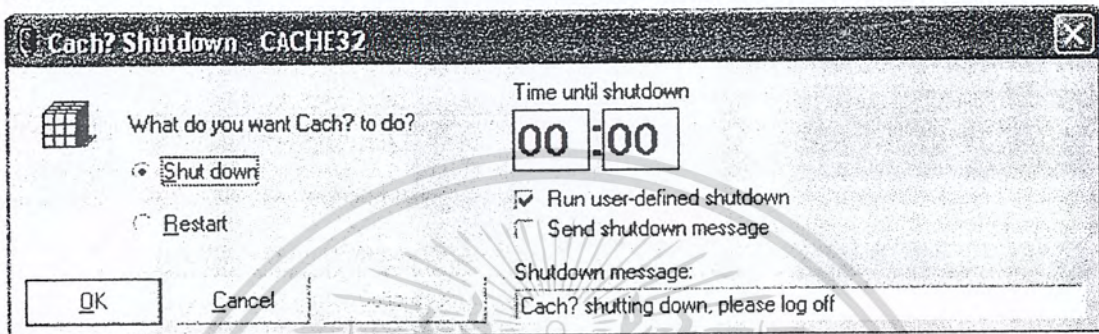 Cach? Shutdown - CACHE32
What do you want Cach? to do?
Shut down
Restart
OK
Cancel
Time until shutdown
00:00
Run user-defined shutdown
Send shutdown message
Shutdown message:
Cach? shutting down, please log off